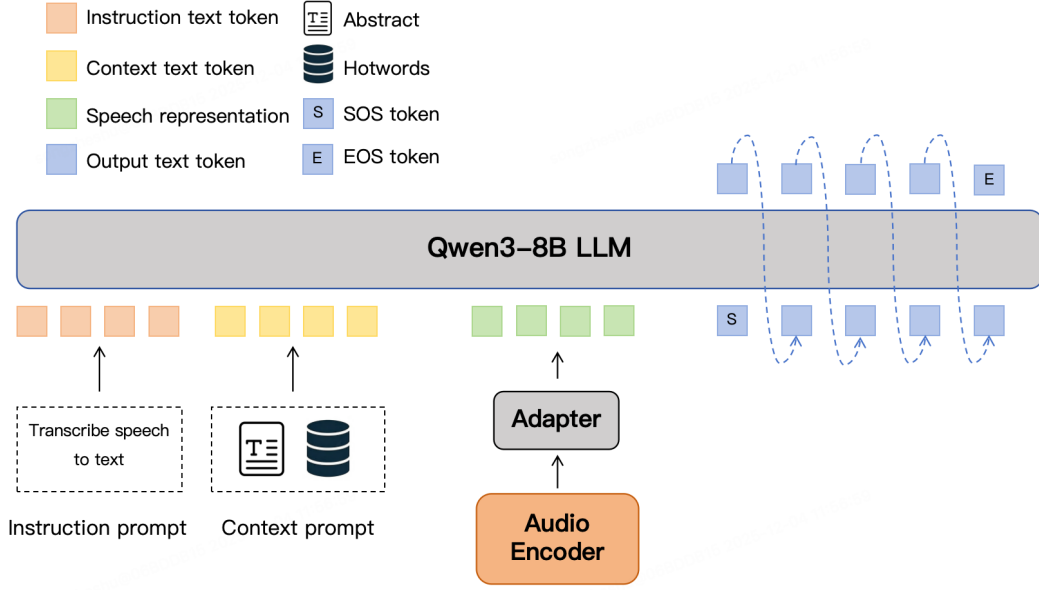 Instruction text token
Abstract
Context text token
Hotwords
Speech representation
S
SOS token
Output text token
E
EOS token
E
Qwen3-8B LLM
S
Transcribe speech
to text
T
Adapter
Instruction prompt
Context prompt
Audio
Encoder